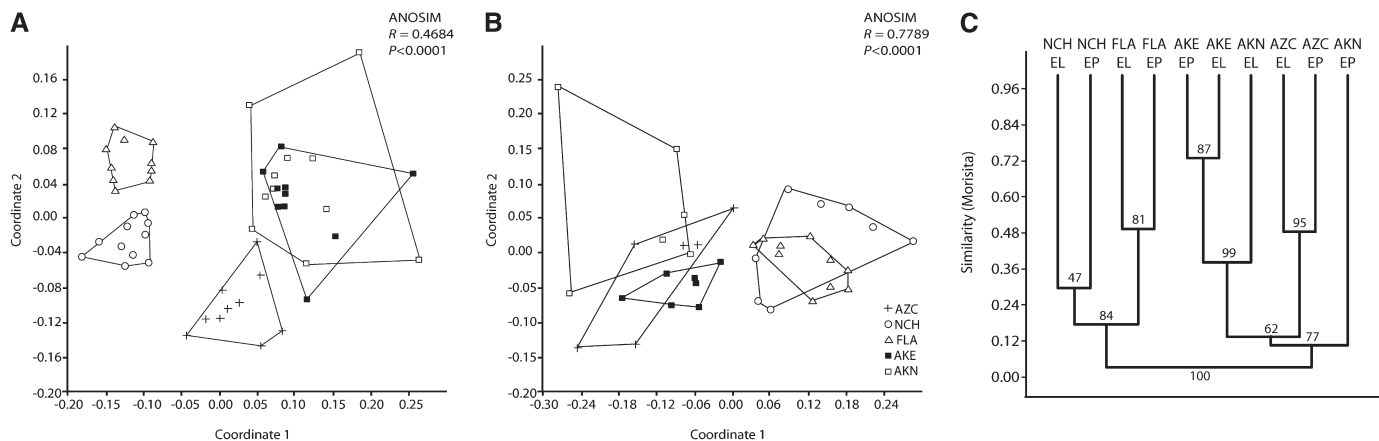 A
ANOSIM
R = 0.4684
P<0.0001
Coordinate 2
0.16
0.12
0.08
0.04
0.00
-0.04
-0.08
-0.12
-0.16
-0.20
-0.20 -0.10 -0.10 0.00 0.05 0.10 0.20 0.25
Coordinate 1
B
ANOSIM
R = 0.7789
P<0.0001
Coordinate 2
0.25
0.20
0.15
0.10
0.05
0.00
-0.05
-0.10
-0.15
-0.20
-0.30 -0.24 -0.18 -0.12 -0.06 0.00 0.06 0.12 0.18 0.24
Coordinate 1
AZC
NCH
FLA
AKE
AKN
C
NCH NCH FLA FLA AKE AKE AKN AZC AZC AKN
EL EP EL EP EP EL EL EL EP EP
Similarity (Morisita)
0.96
0.84
0.72
0.60
0.48
0.36
0.24
0.12
0.00
87
81
95
99
47
84
62
77
100